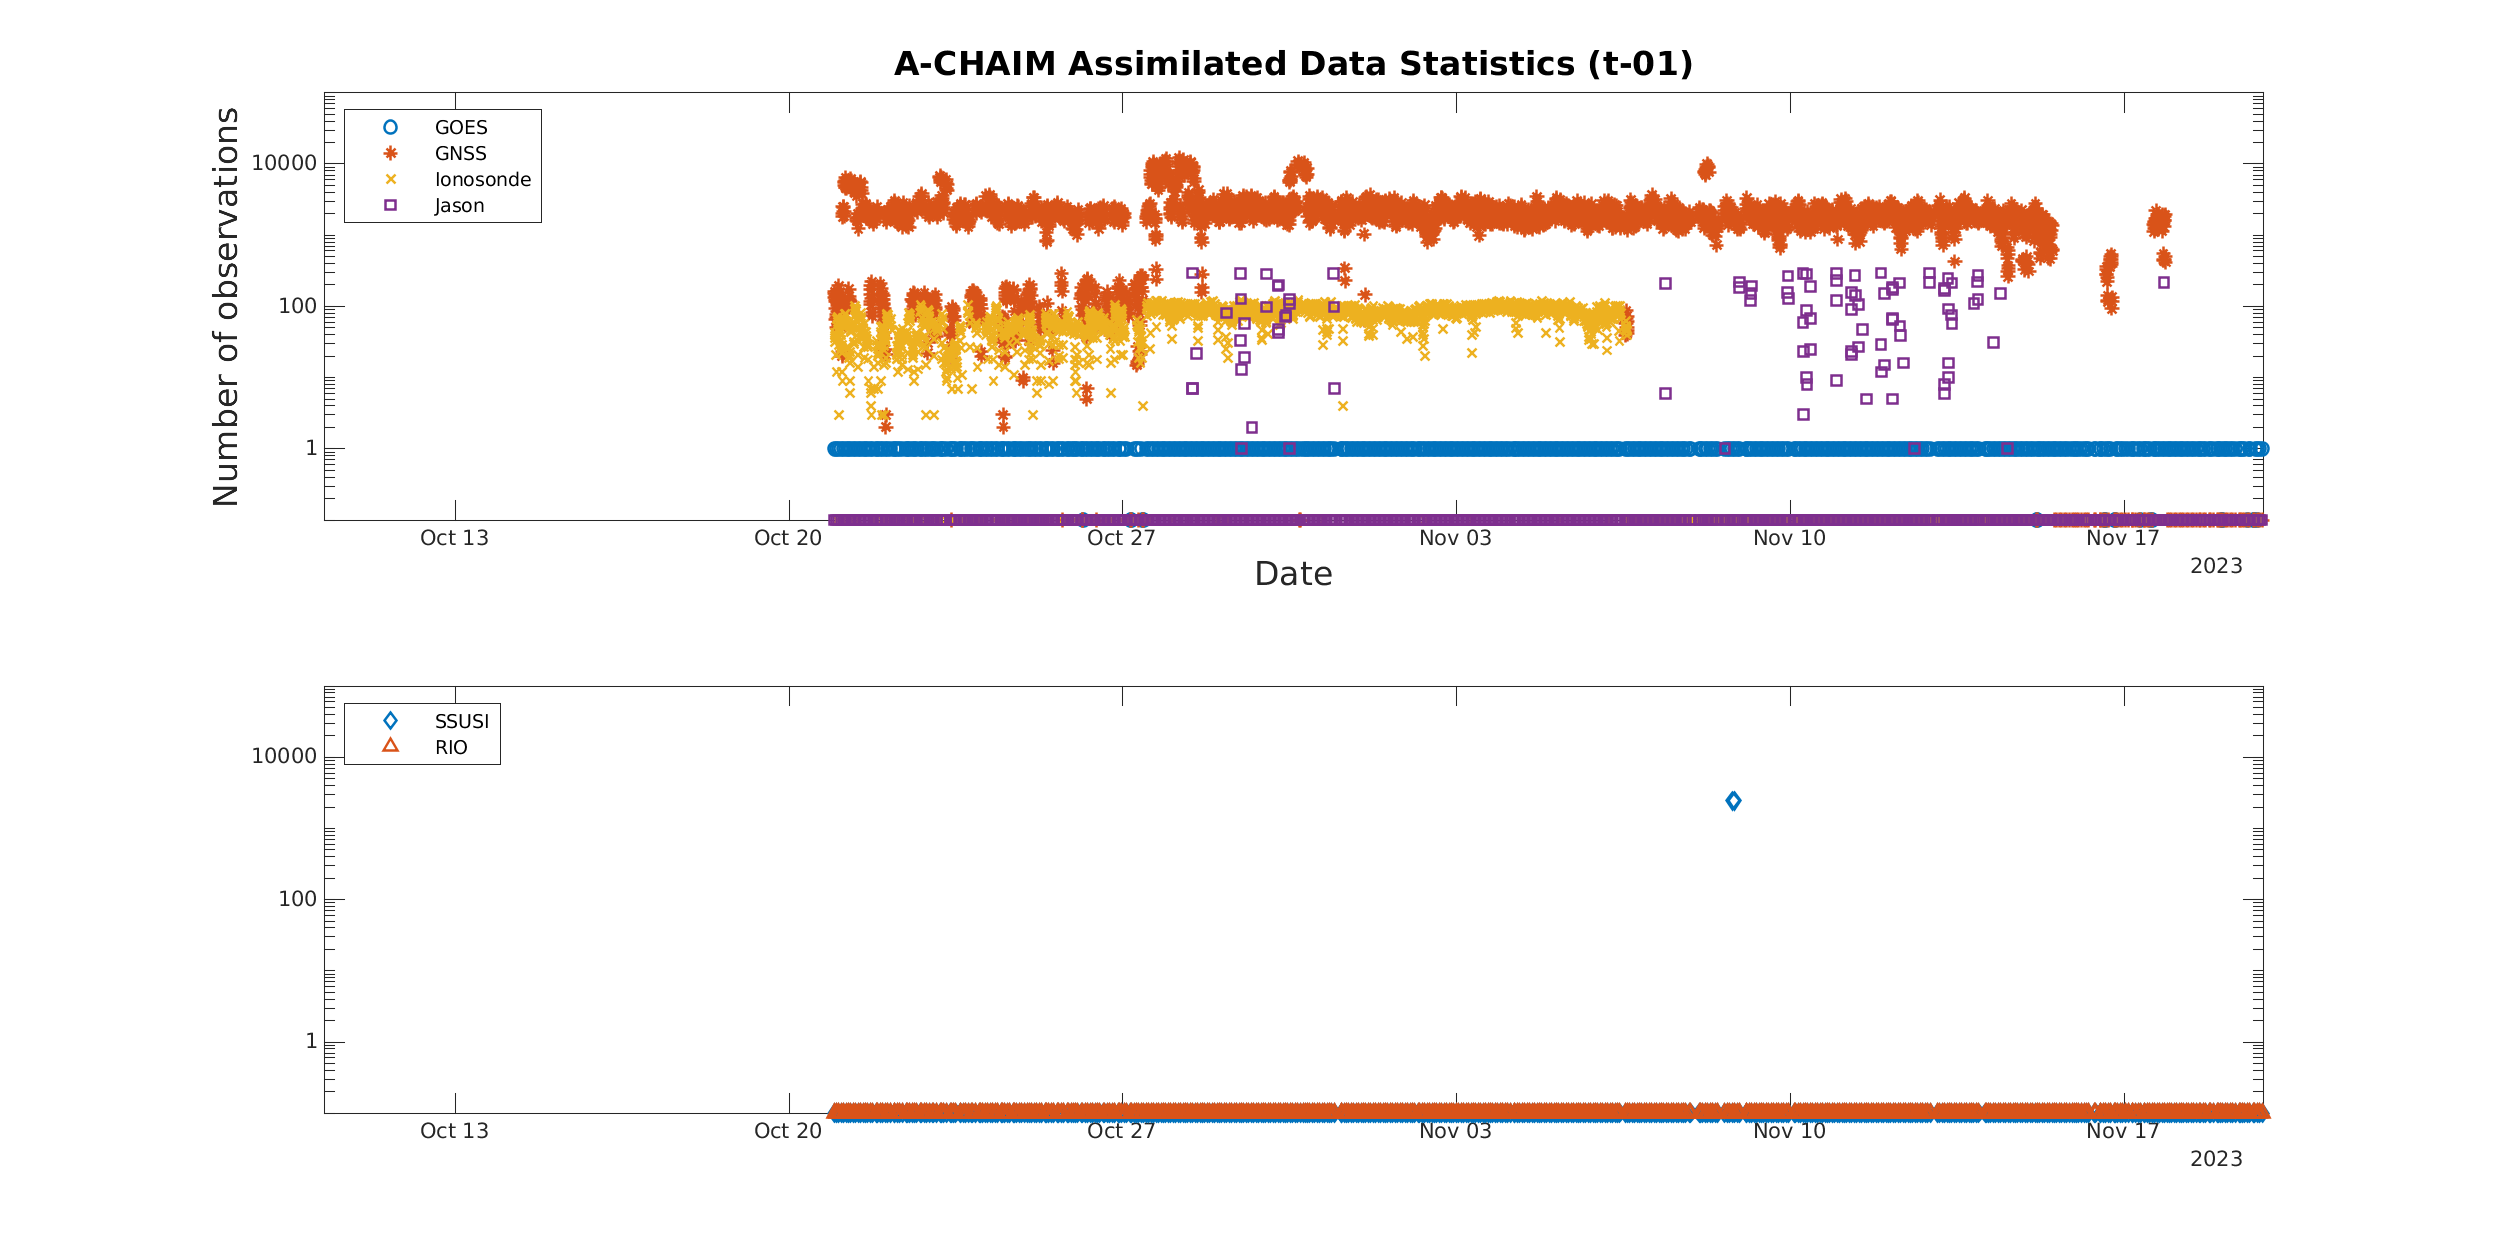 A-CHAIM Assimilated Data Statistics (t-01)
Number of observations
10000
100
1
GOES
GNSS
Ionosonde
Jason
Oct 13
Oct 20
Oct 27
Nov 03
Nov 10
Nov 17
2023
Date
10000
100
1
SSUSI
RIO
Oct 13
Oct 20
Oct 27
Nov 03
Nov 10
Nov 17
2023